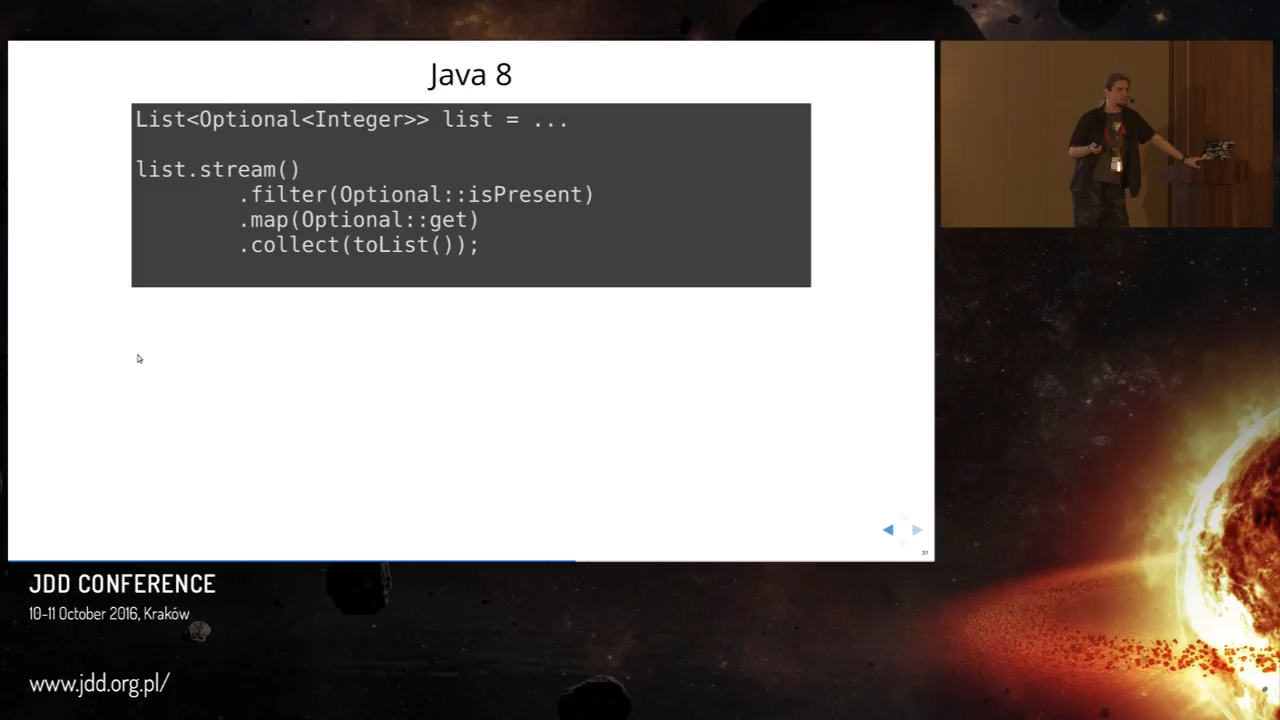 Java 8
List<Optional<Integer>> list = ...
list.stream()
.filter(Optional::isPresent)
.map(Optional::get)
.collect(toList());
31
JDD CONFERENCE
10-11 October 2016, Kraków
www.jdd.org.pl/